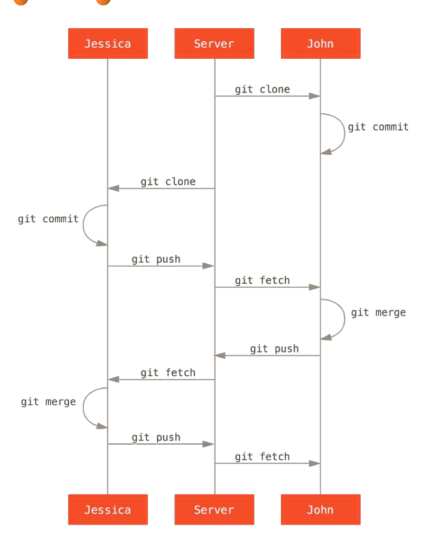 Jessica Server John
git clone
git commit
git clone
git commit
git push
git fetch
git merge
git push
git fetch
git merge
git push
git fetch
Jessica Server John